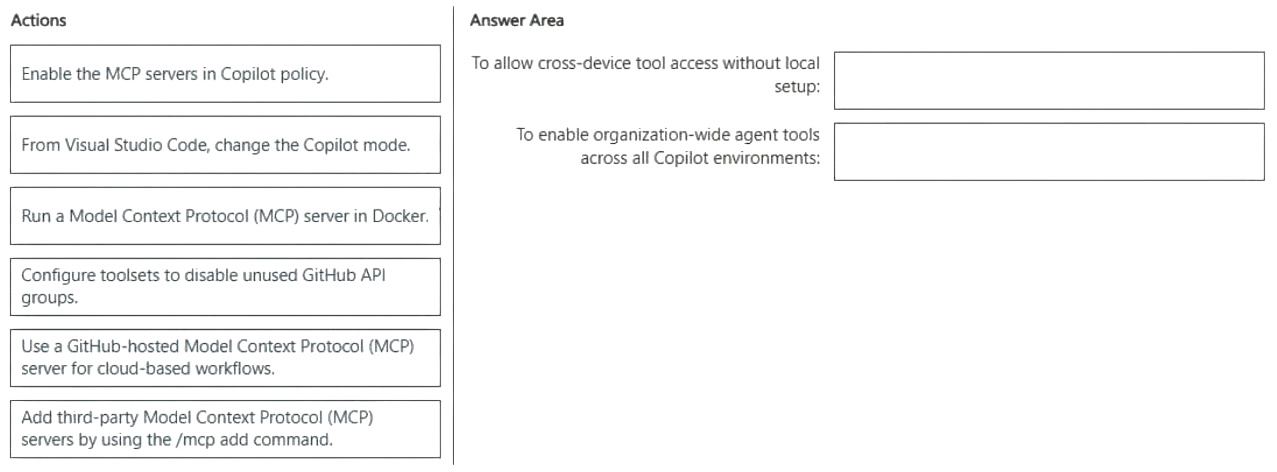 Actions
Enable the MCP servers in Copilot policy.
From Visual Studio Code, change the Copilot mode.
Run a Model Context Protocol (MCP) server in Docker.
Configure toolsets to disable unused GitHub API
groups.
Use a GitHub-hosted Model Context Protocol (MCP)
server for cloud-based workflows.
Add third-party Model Context Protocol (MCP)
servers by using the /mcp add command.
Answer Area
To allow cross-device tool access without local
setup:
To enable organization-wide agent tools
across all Copilot environments: